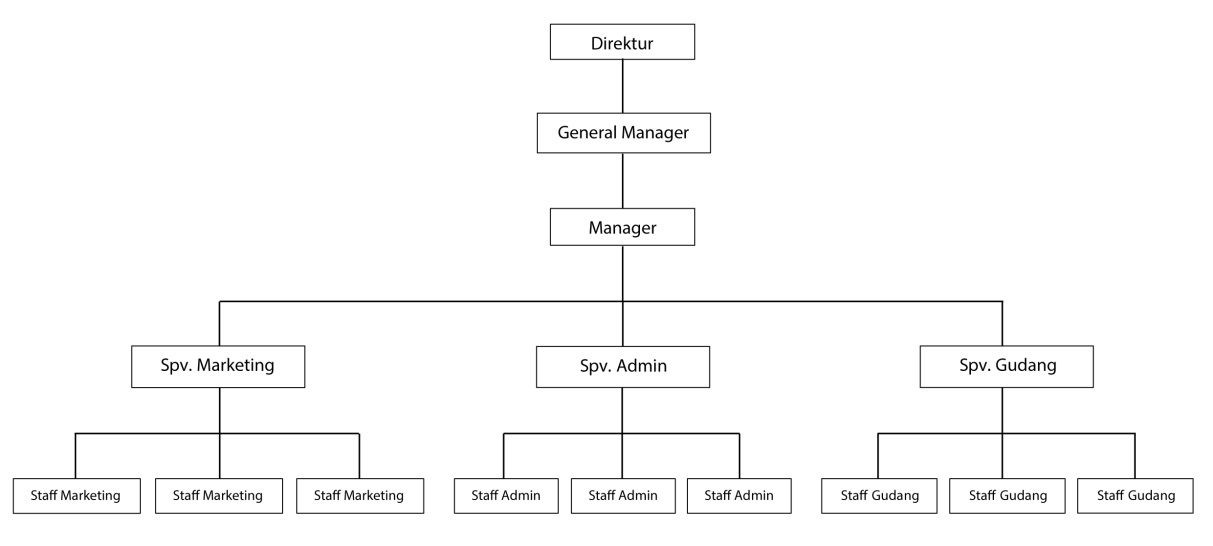 Direktur
General Manager
Manager
Spv. Marketing
Spv. Admin
Spv. Gudang
Staff Marketing
Staff Marketing
Staff Marketing
Staff Admin
Staff Admin
Staff Admin
Staff Gudang
Staff Gudang
Staff Gudang